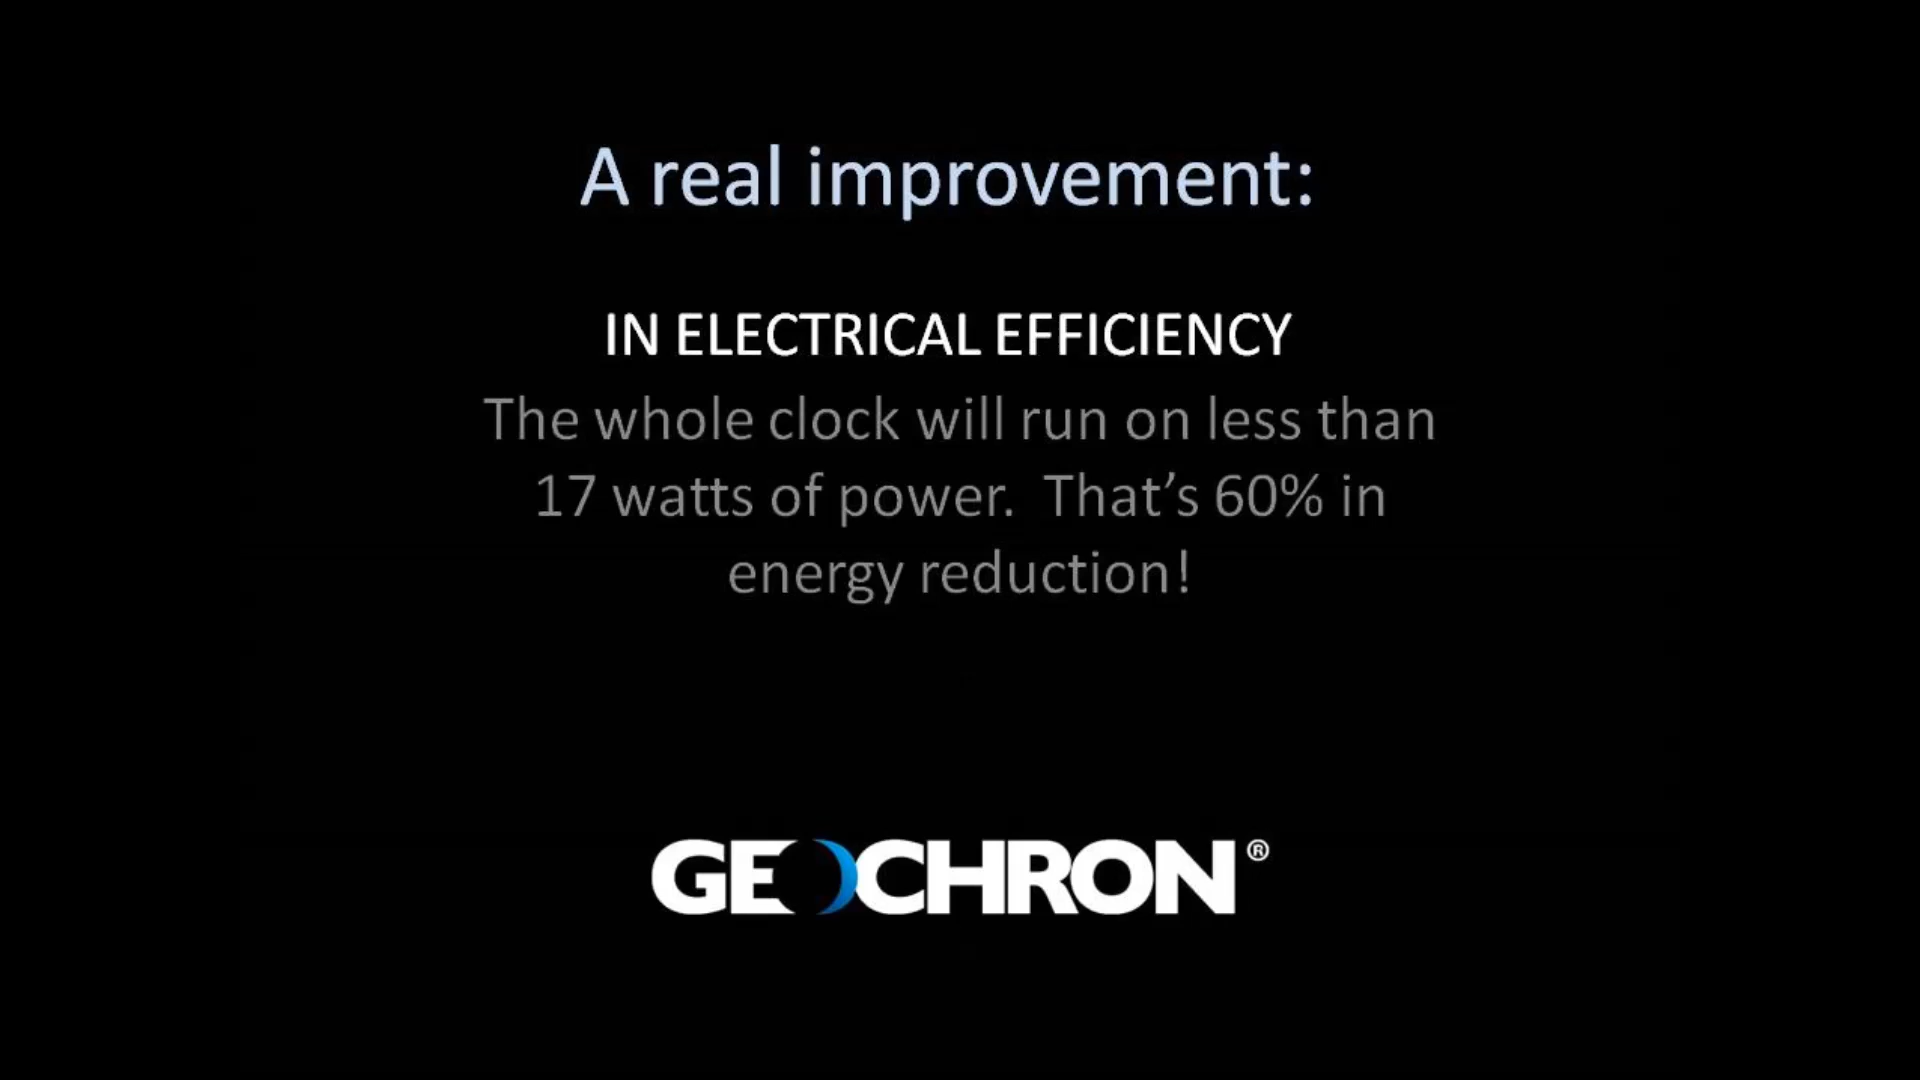 A real improvement:
IN ELECTRICAL EFFICIENCY
The whole clock will run on less than
17 watts of power.  That’s 60% in
energy reduction!
GEOCHRON®